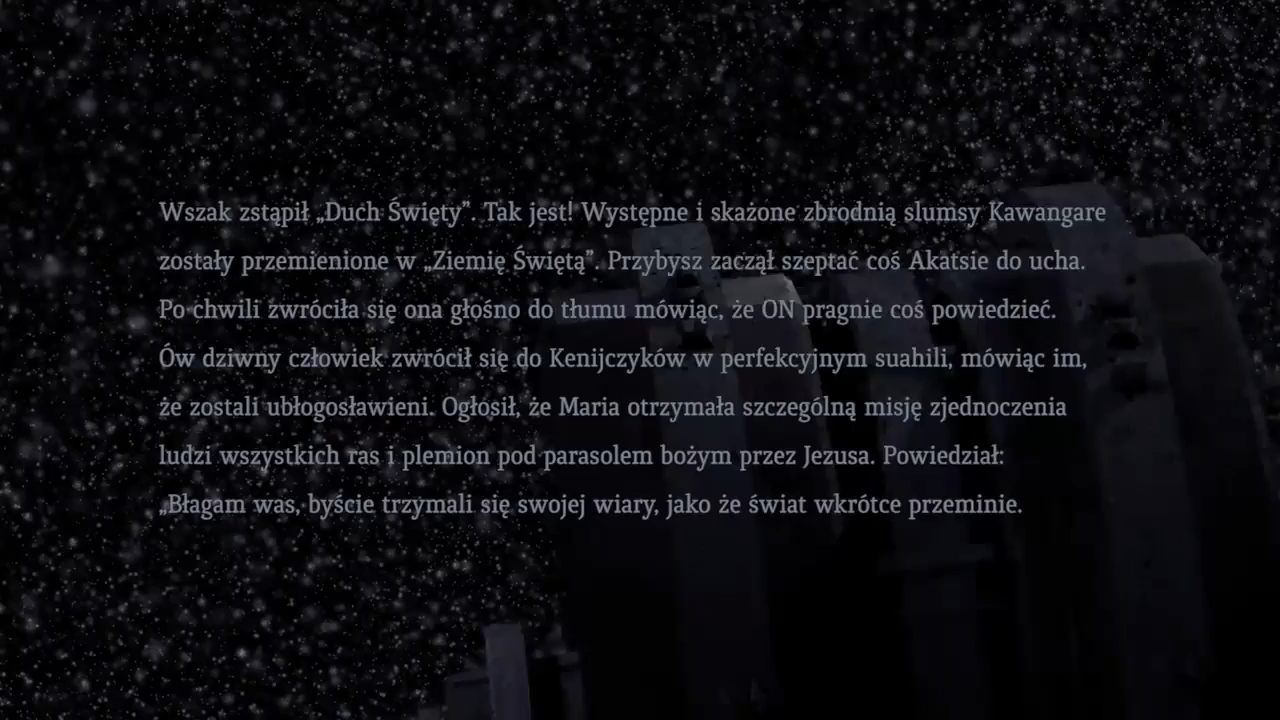 Wszak zstąpił „Duch Święty”. Tak jest! Występne i skażone zbrodnią slumsy Kawangare
zostały przemienione w „Ziemię Świętą”. Przybysz zaczął szeptać coś Akatsie do ucha.
Po chwili zwróciła się ona głośno do tłumu mówiąc, że ON pragnie coś powiedzieć.
Ów dziwny człowiek zwrócił się do Kenijczyków w perfekcyjnym suahili, mówiąc im,
że zostali ubłogosławieni. Ogłosił, że Maria otrzymała szczególną misję zjednoczenia
ludzi wszystkich ras i plemion pod parasolem bożym przez Jezusa. Powiedział:
„Błagam was, byście trzymali się swojej wiary, jako że świat wkrótce przeminie.